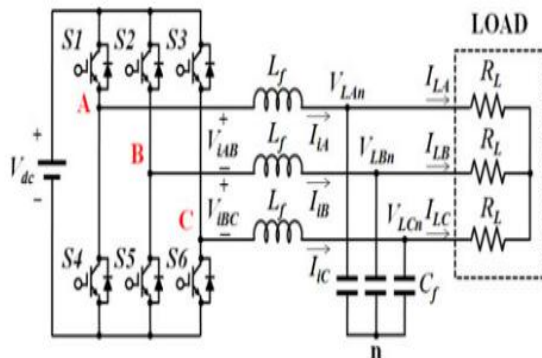 LOAD
S1 S2 S3
L_f V_LAn I_LA R_L
A
I_iA
+ V_iAB −
L_f V_LBn I_LB R_L
B
+ V_dc −
I_iB
+ V_iBC −
L_f V_LCn I_LC R_L
C
I_iC
S4 S5 S6
C_f
n